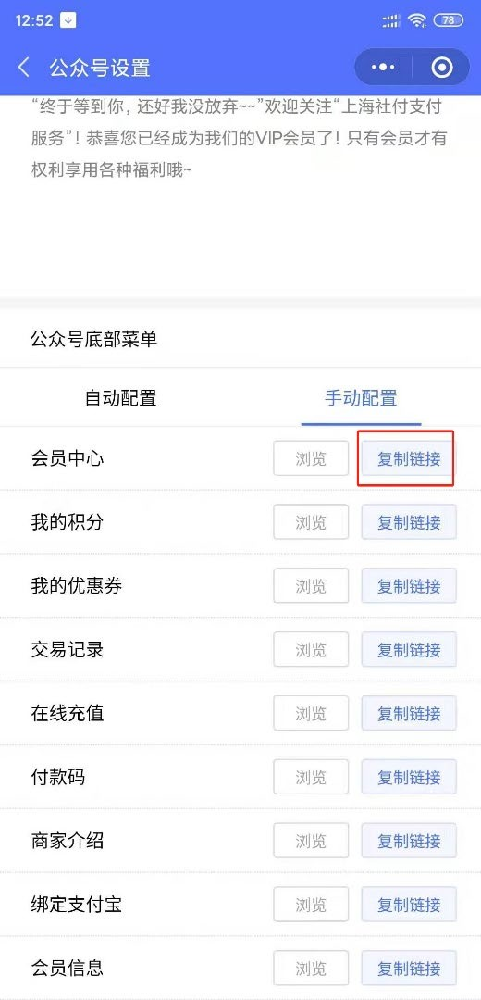 12:52
78
公众号设置
“终于等到你，还好我没放弃~~”欢迎关注“上海社付支付
服务”！恭喜您已经成为我们的VIP会员了！只有会员才有
权利享用各种福利哦~
公众号底部菜单
自动配置 手动配置
会员中心 浏览 复制链接
我的积分 浏览 复制链接
我的优惠券 浏览 复制链接
交易记录 浏览 复制链接
在线充值 浏览 复制链接
付款码 浏览 复制链接
商家介绍 浏览 复制链接
绑定支付宝 浏览 复制链接
会员信息 浏览 复制链接